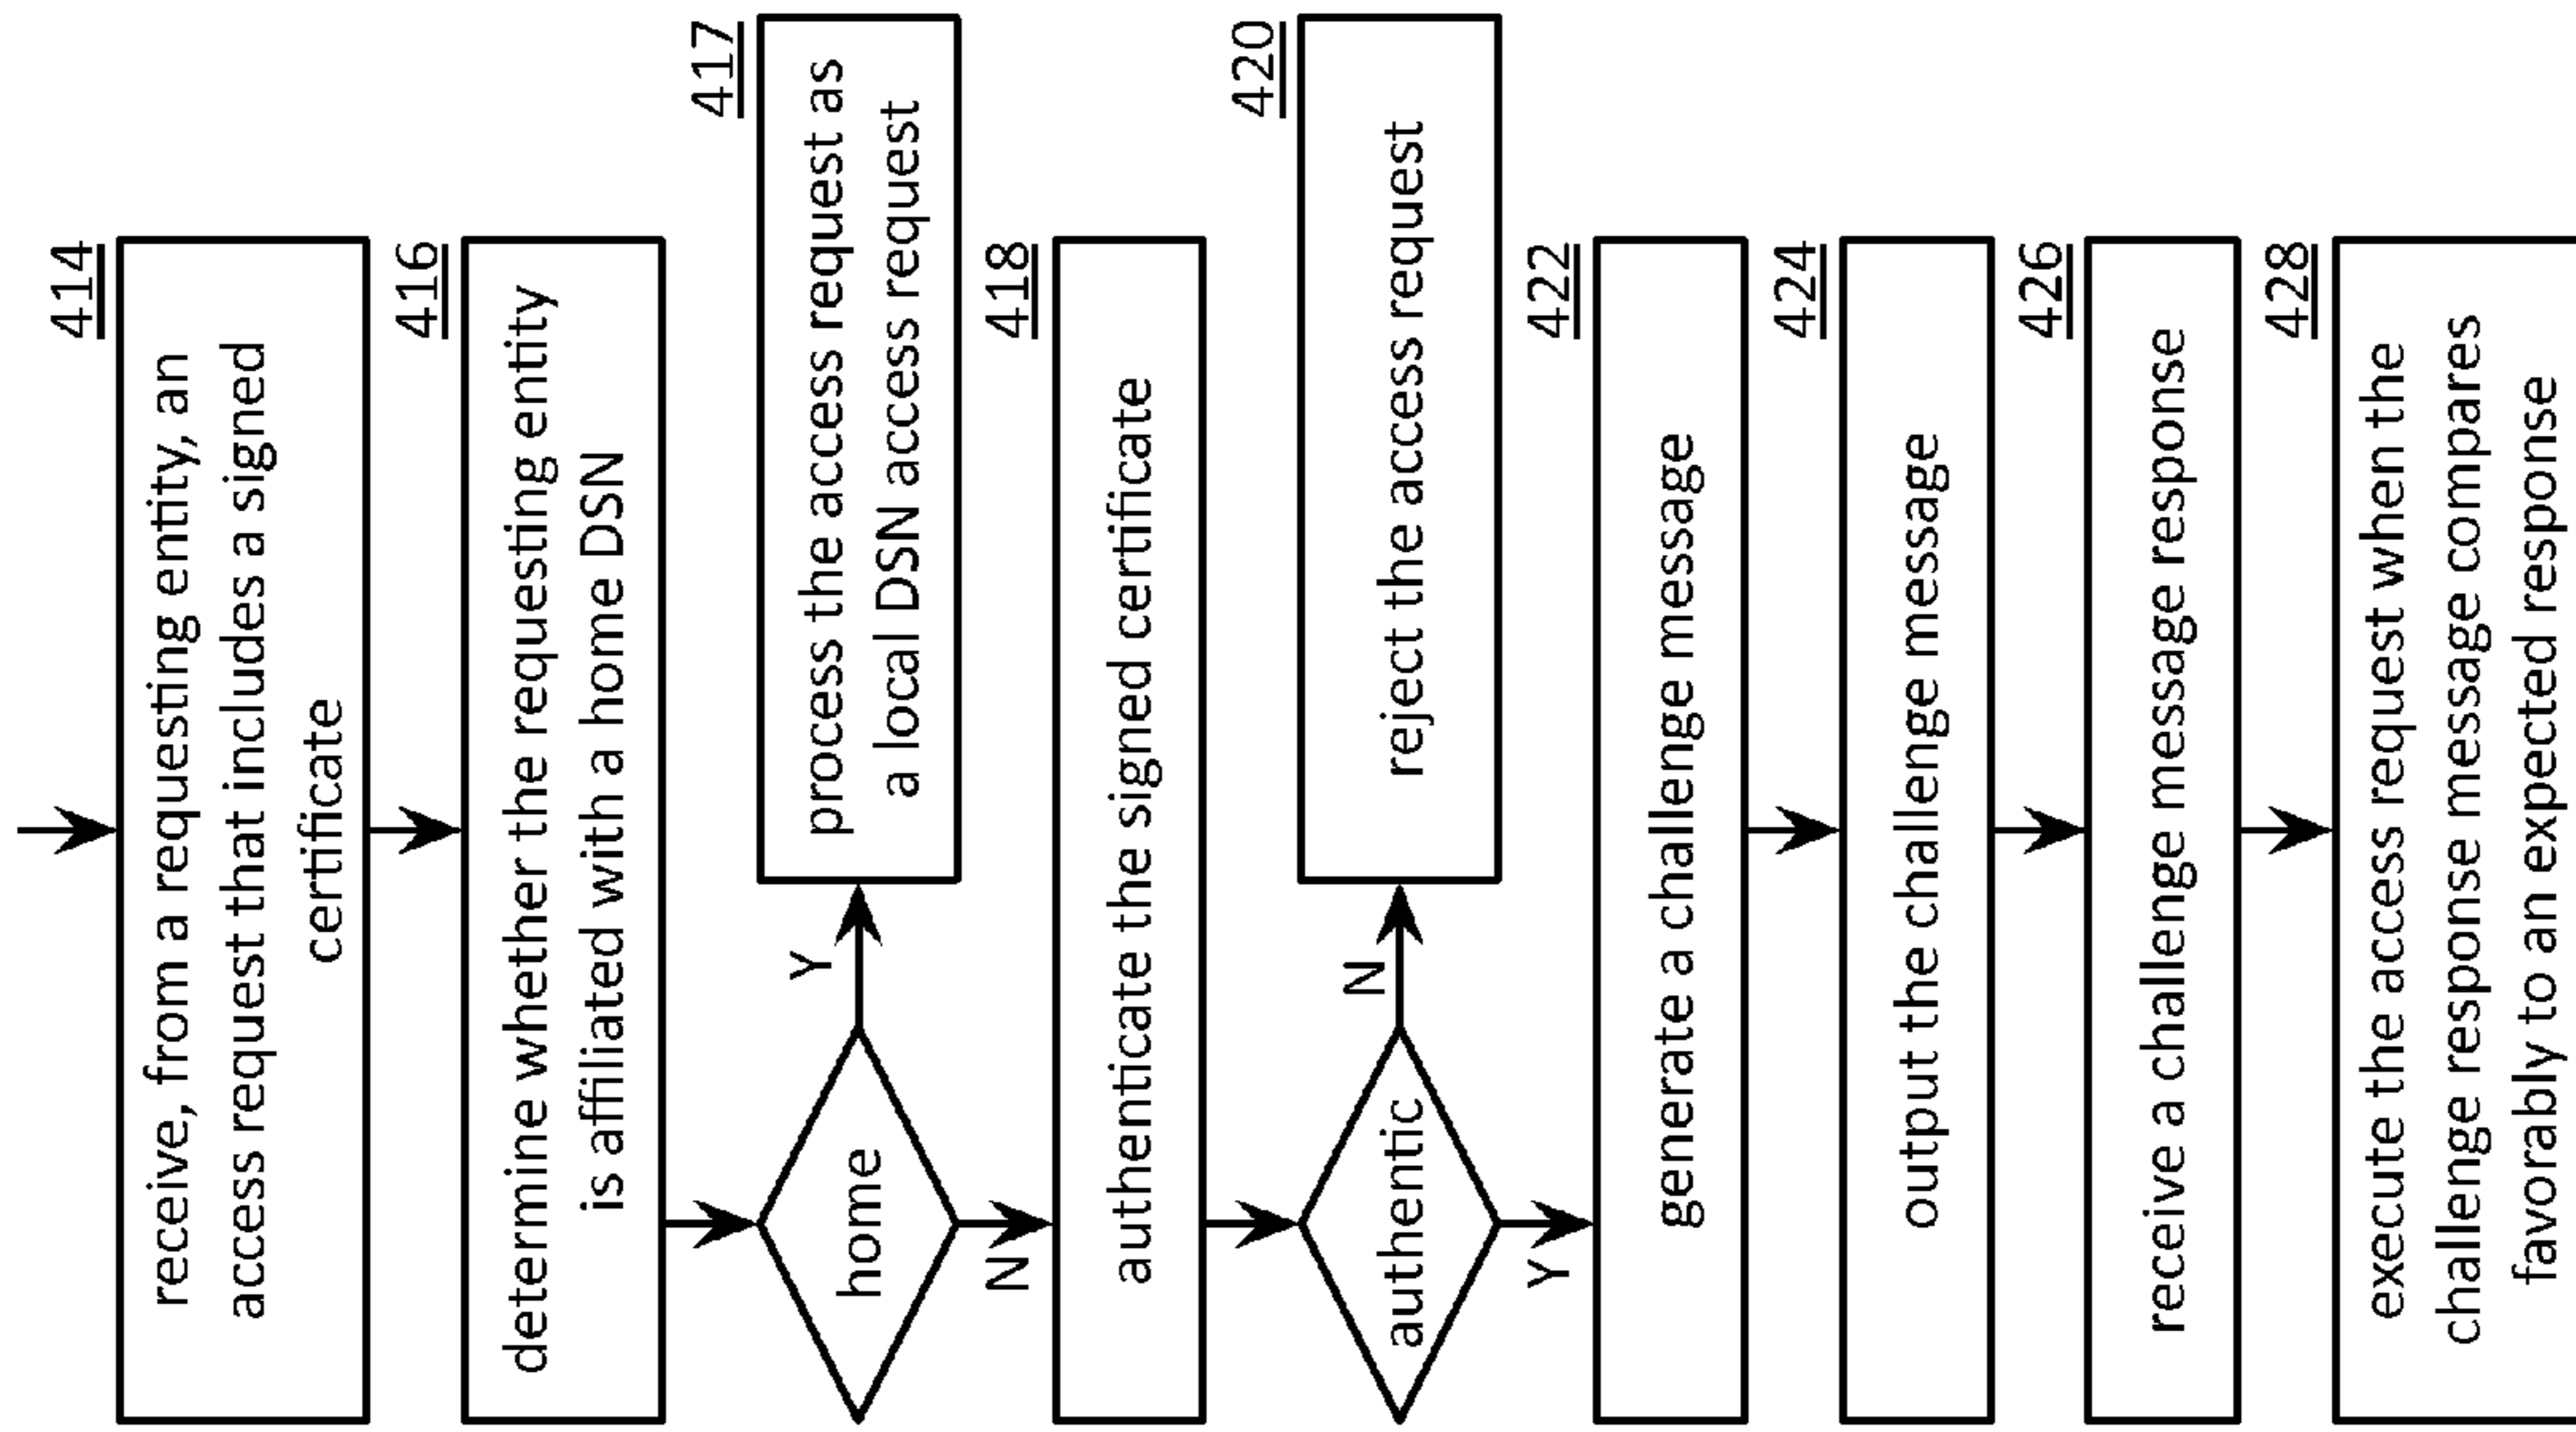 414
receive, from a requesting entity, an
access request that includes a signed
certificate
416
determine whether the requesting entity
is affiliated with a home DSN
home
Y
N
417
process the access request as
a local DSN access request
418
authenticate the signed certificate
authentic
N
Y
420
reject the access request
422
generate a challenge message
424
output the challenge message
426
receive a challenge message response
428
execute the access request when the
challenge response message compares
favorably to an expected response